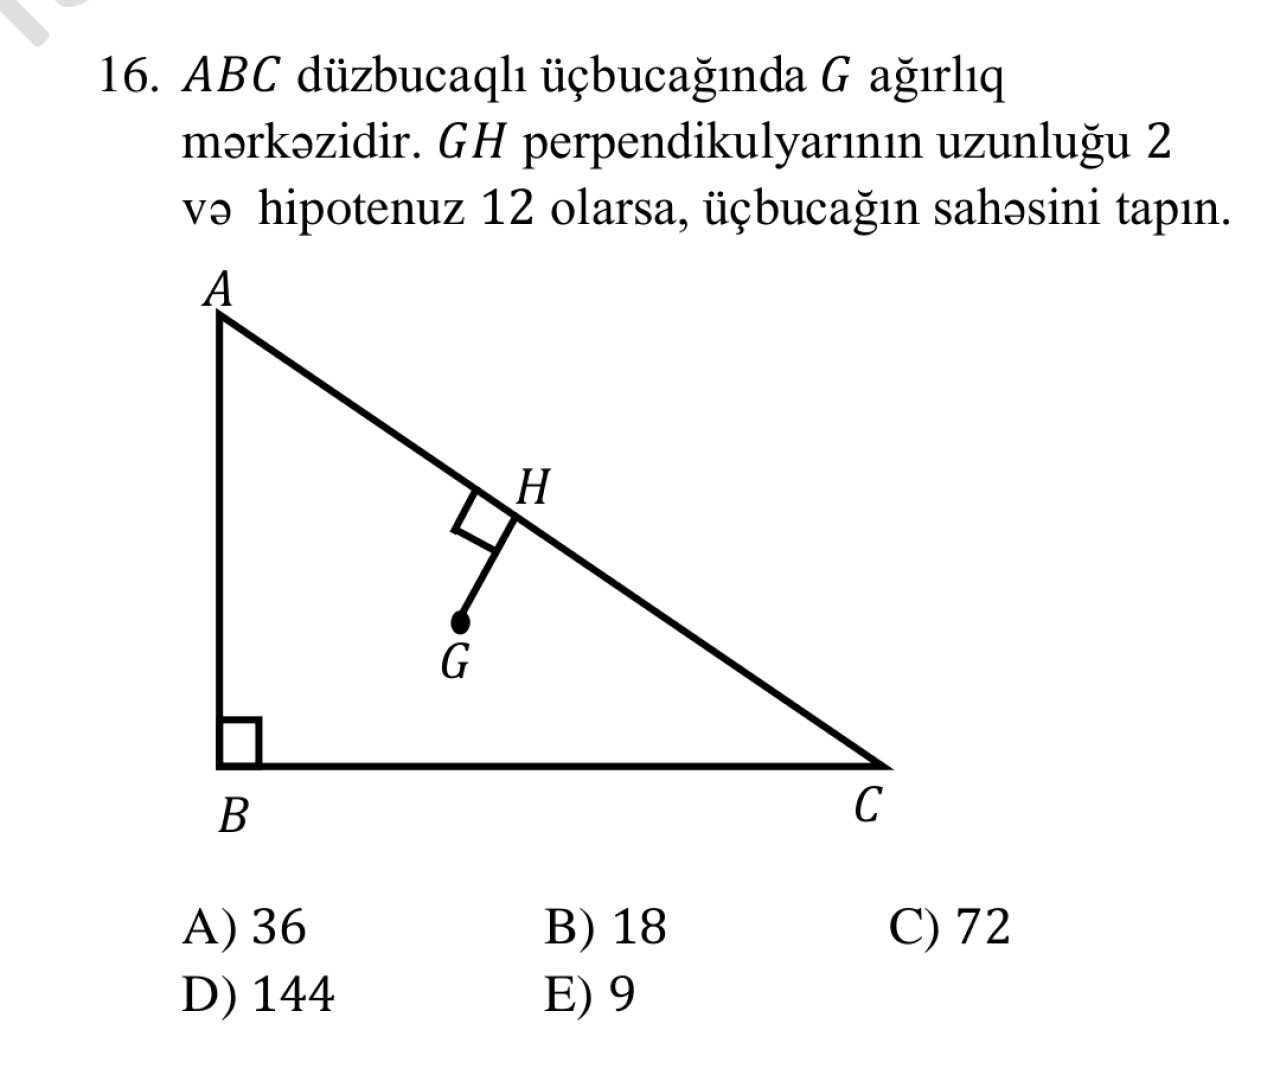 16. ABC düzbucaqlı üçbucağında G ağırlıq
mərkəzidir. GH perpendikulyarının uzunluğu 2
və hipotenuz 12 olarsa, üçbucağın sahəsini tapın.
A
H
G
B
C
A) 36 B) 18 C) 72
D) 144 E) 9